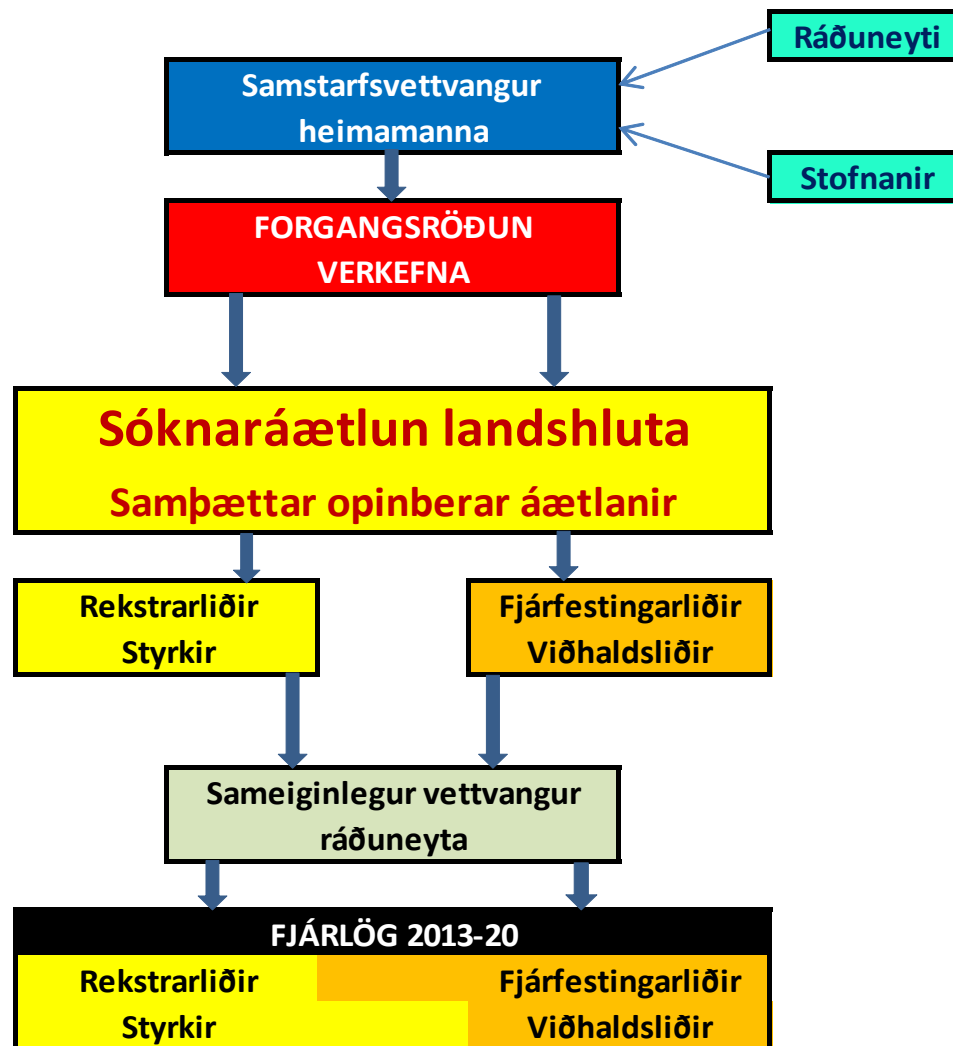 Ráðuneyti
Samstarfsvettvangur
heimamanna
Stofnanir
FORGANGSRÖÐUN
VERKEFNA
Sóknaráætlun landshluta
Samþættar opinberar áætlanir
Rekstrarliðir
Styrkir
Fjárfestingarliðir
Viðhaldsliðir
Sameiginlegur vettvangur
ráðuneyta
FJÁRLÖG 2013-20
Rekstrarliðir
Styrkir
Fjárfestingarliðir
Viðhaldsliðir